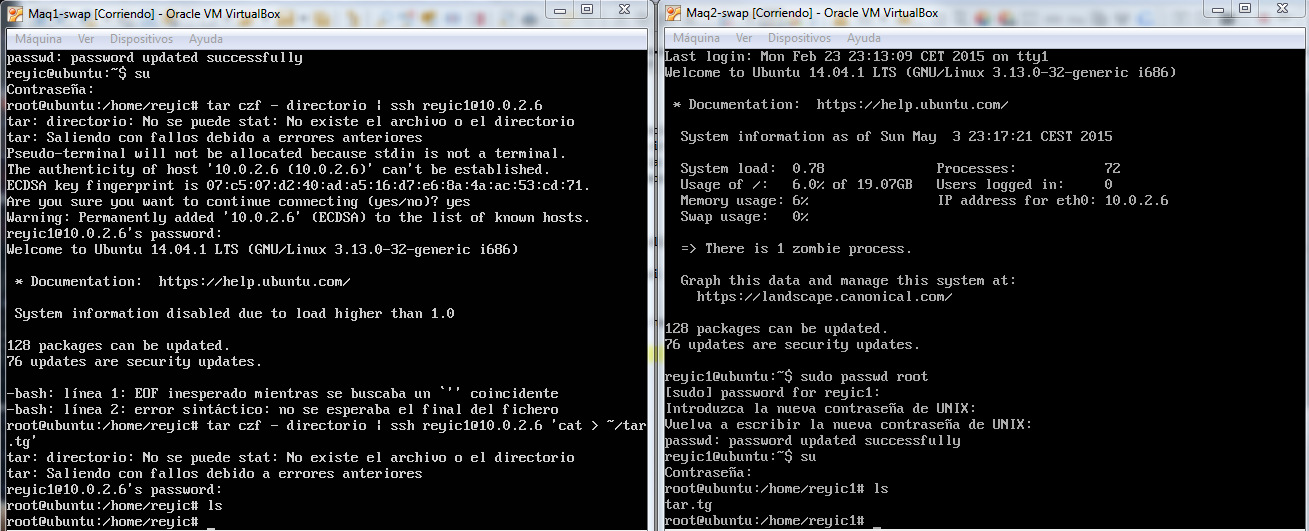 Maq1-swap [Corriendo] - Oracle VM VirtualBox
Máquina Ver Dispositivos Ayuda
passwd: password updated successfully
reyic@ubuntu:~$ su
Contraseña:
root@ubuntu:/home/reyic# tar czf - directorio | ssh reyic1@10.0.2.6
tar: directorio: No se puede stat: No existe el archivo o el directorio
tar: Saliendo con fallos debido a errores anteriores
Pseudo-terminal will not be allocated because stdin is not a terminal.
The authenticity of host '10.0.2.6 (10.0.2.6)' can't be established.
ECDSA key fingerprint is 07:c5:07:d2:40:ad:a5:16:d7:e6:8a:4a:ac:53:cd:71.
Are you sure you want to continue connecting (yes/no)? yes
Warning: Permanently added '10.0.2.6' (ECDSA) to the list of known hosts.
reyic1@10.0.2.6's password:
Welcome to Ubuntu 14.04.1 LTS (GNU/Linux 3.13.0-32-generic i686)
* Documentation:  https://help.ubuntu.com/
System information disabled due to load higher than 1.0
128 packages can be updated.
76 updates are security updates.
-bash: línea 1: EOF inesperado mientras se buscaba un `'' coincidente
-bash: línea 2: error sintáctico: no se esperaba el final del fichero
root@ubuntu:/home/reyic# tar czf - directorio | ssh reyic1@10.0.2.6 'cat > ~/tar
.tg'
tar: directorio: No se puede stat: No existe el archivo o el directorio
tar: Saliendo con fallos debido a errores anteriores
reyic1@10.0.2.6's password:
root@ubuntu:/home/reyic# ls
root@ubuntu:/home/reyic# _
Maq2-swap [Corriendo] - Oracle VM VirtualBox
Máquina Ver Dispositivos Ayuda
Last login: Mon Feb 23 23:13:09 CET 2015 on tty1
Welcome to Ubuntu 14.04.1 LTS (GNU/Linux 3.13.0-32-generic i686)
* Documentation:  https://help.ubuntu.com/
System information as of Sun May  3 23:17:21 CEST 2015
System load:  0.78              Processes:           72
Usage of /:   6.0% of 19.07GB   Users logged in:     0
Memory usage: 6%                IP address for eth0: 10.0.2.6
Swap usage:   0%
=> There is 1 zombie process.
Graph this data and manage this system at:
https://landscape.canonical.com/
128 packages can be updated.
76 updates are security updates.
reyic1@ubuntu:~$ sudo passwd root
[sudo] password for reyic1:
Introduzca la nueva contraseña de UNIX:
Vuelva a escribir la nueva contraseña de UNIX:
passwd: password updated successfully
reyic1@ubuntu:~$ su
Contraseña:
root@ubuntu:/home/reyic1# ls
tar.tg
root@ubuntu:/home/reyic1# _